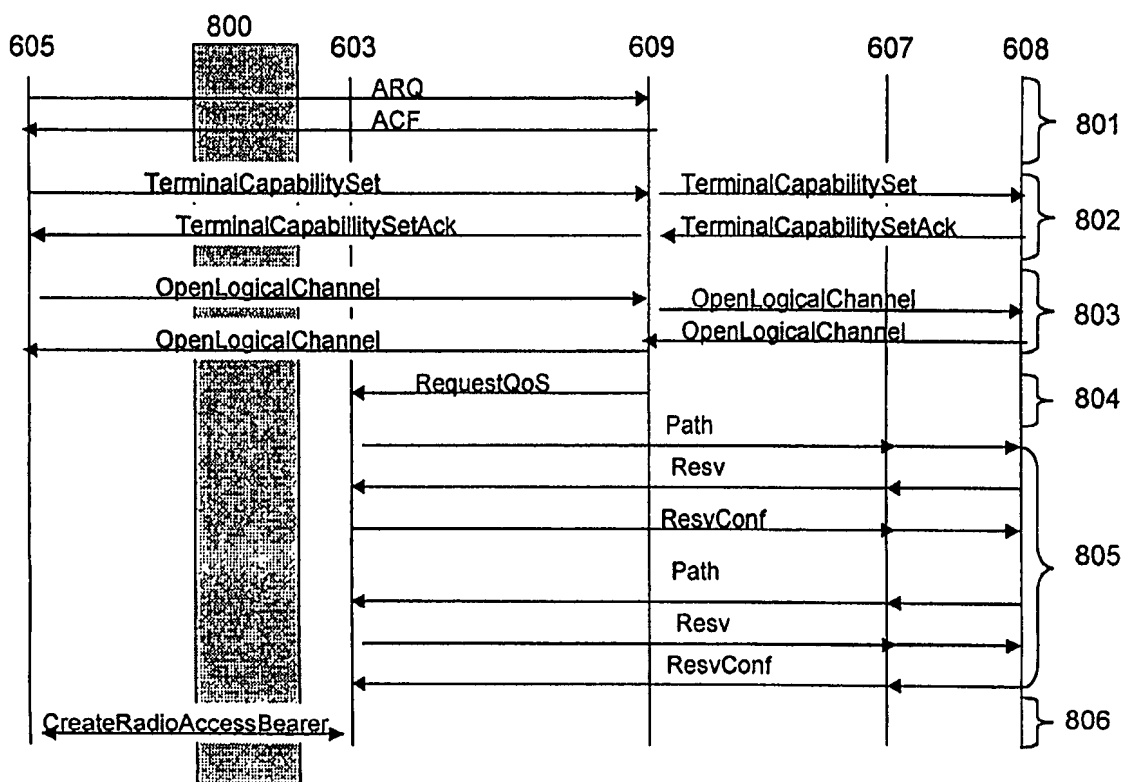 800
605 603 609 607 608
ARQ
ACF
801
TerminalCapabilitySet TerminalCapabilitySet
TerminalCapabillitySetAck TerminalCapabilitySetAck
802
OpenLogicalChannel OpenLogicalChannel
803
OpenLogicalChannel OpenLogicalChannel
RequestQoS
804
Path
Resv
ResvConf
805
Path
Resv
ResvConf
CreateRadioAccessBearer
806